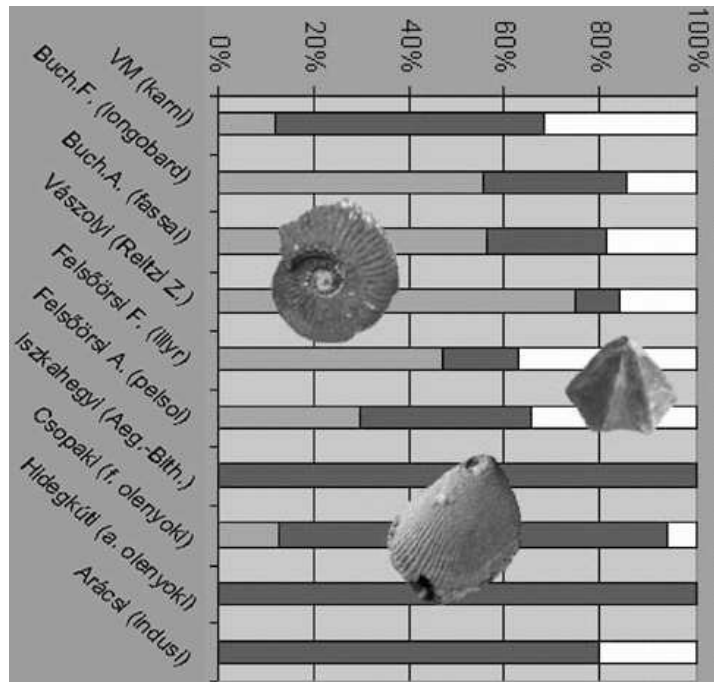 0%
20%
40%
60%
80%
100%
VM (karni)
Buch.F. (longobard)
Buch.A. (fassai)
Vászolyi (Reitzi Z.)
Felsőörsi F. (illyr)
Felsőörsi A. (pelsoi)
Iszkahegyi (Aeg.-Bith.)
Csopaki (f. olenyoki)
Hidegkúti (a. olenyoki)
Arácsi (indusi)